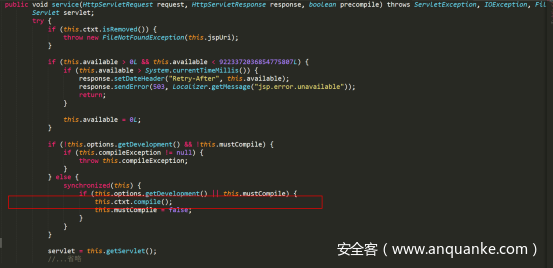 public void service(HttpServletRequest request, HttpServletResponse response, boolean precompile) throws ServletException, IOException, Fil
Servlet servlet;
try {
if (this.ctxt.isRemoved()) {
throw new FileNotFoundException(this.jspUri);
}
if (this.available > 0L && this.available < 9223372036854775807L) {
if (this.available > System.currentTimeMillis()) {
response.setDateHeader("Retry-After", this.available);
response.sendError(503, Localizer.getMessage("jsp.error.unavailable"));
return;
}
this.available = 0L;
}
if (!this.options.getDevelopment() && !this.mustCompile) {
if (this.compileException != null) {
throw this.compileException;
}
} else {
synchronized(this) {
if (this.options.getDevelopment() || this.mustCompile) {
this.ctxt.compile();
this.mustCompile = false;
}
}
}
servlet = this.getServlet();
//...省略
安全客（www.anquanke.com）